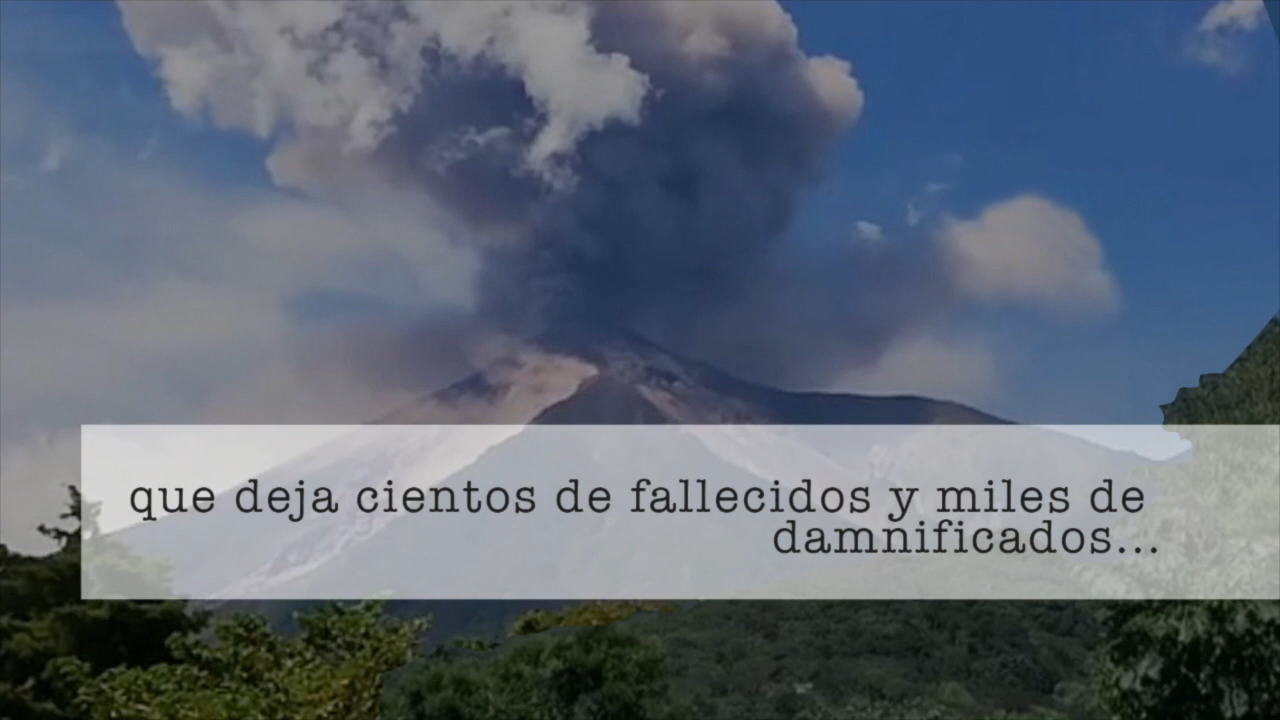 que deja cientos de fallecidos y miles de
damnificados...